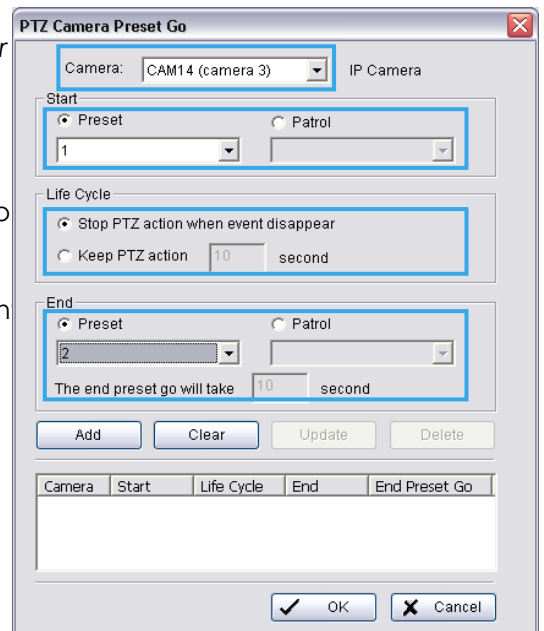 PTZ Camera Preset Go
r
Camera: CAM14 (camera 3) IP Camera
Start
Preset Patrol
1
Life Cycle
o
Stop PTZ action when event disappear
Keep PTZ action 10 second
n
End
Preset Patrol
2
The end preset go will take 10 second
Add Clear Update Delete
Camera Start Life Cycle End End Preset Go
OK Cancel